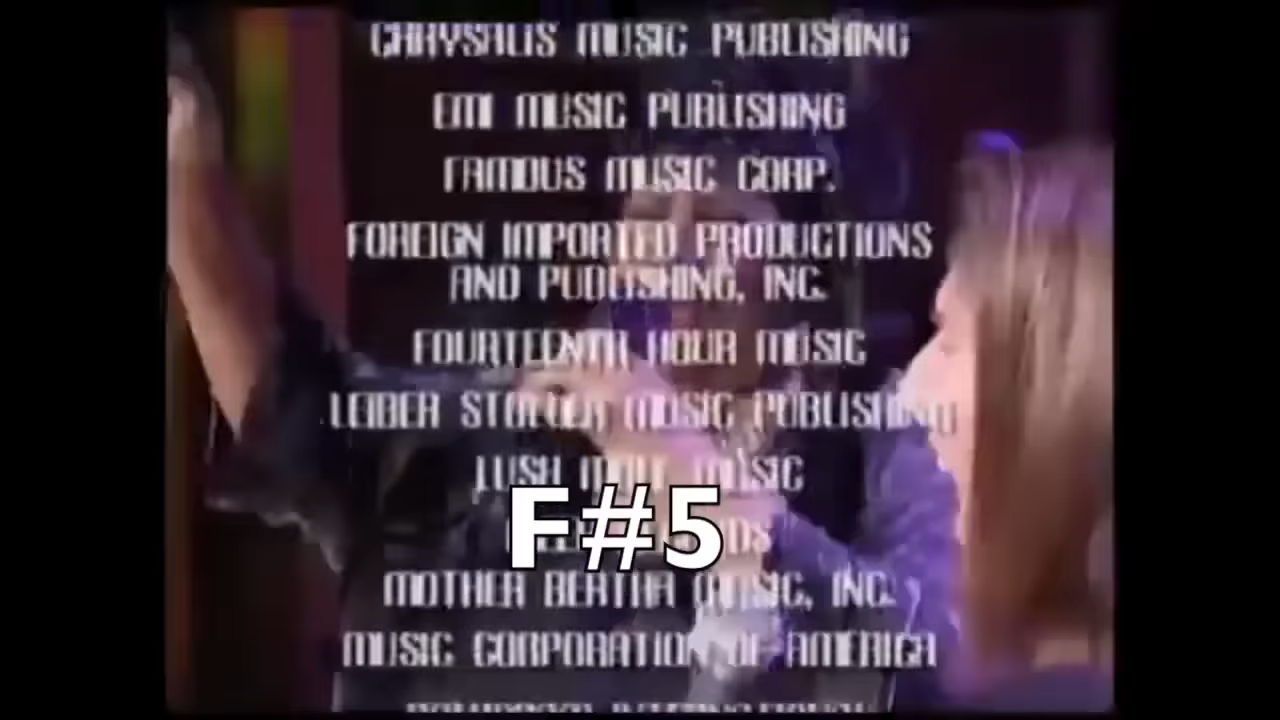 CHRYSALIS MUSIC PUBLISHING
EMI MUSIC PUBLISHING
FAMOUS MUSIC CORP.
FOREIGN IMPORTED PRODUCTIONS
AND PUBLISHING, INC.
FOURTEENTH HOUR MUSIC
LEIBER STOLLER MUSIC PUBLISHING
LUSH MUSIC
F#5
MOTHER BERTHA MUSIC, INC.
MUSIC CORPORATION OF AMERICA